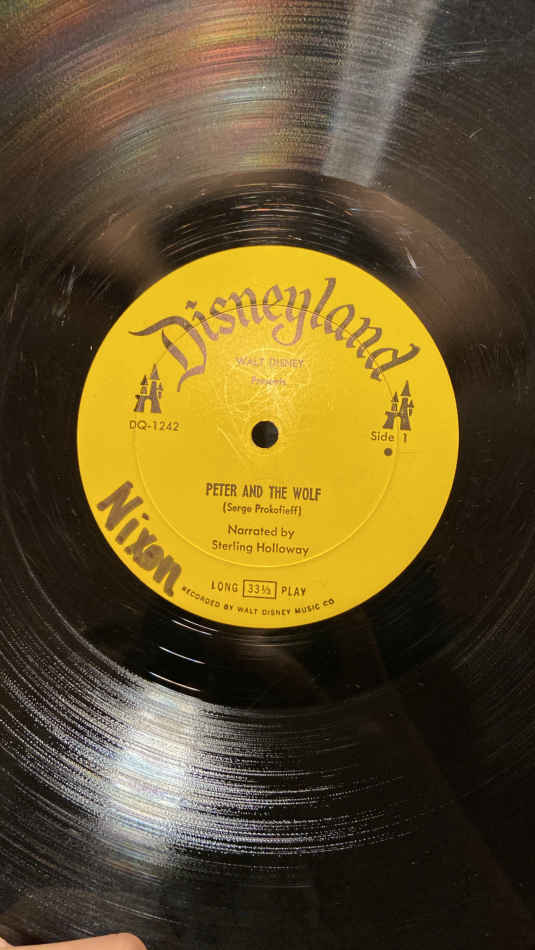 Disneyland
WALT DISNEY
Presents
DQ-1242
Side 1
PETER AND THE WOLF
(Serge Prokofieff)
Narrated by
Sterling Holloway
Nixon
LONG 33⅓ PLAY
RECORDED BY WALT DISNEY MUSIC CO